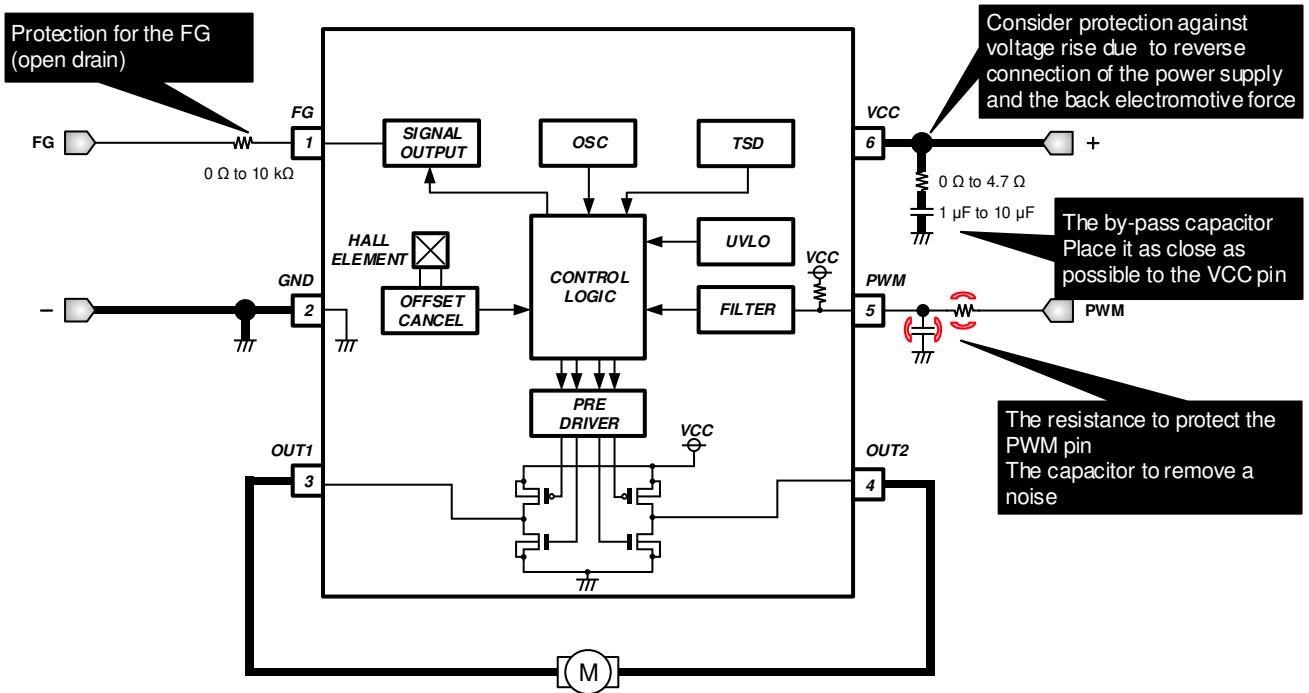 Protection for the FG
(open drain)
Consider protection against
voltage rise due to reverse
connection of the power supply
and the back electromotive force
FG
FG
1
0 Ω to 10 kΩ
SIGNAL
OUTPUT
OSC
TSD
VCC
6
+
0 Ω to 4.7 Ω
1 µF to 10 µF
The by-pass capacitor
Place it as close as
possible to the VCC pin
HALL
ELEMENT
CONTROL
LOGIC
UVLO
VCC
–
GND
2
OFFSET
CANCEL
FILTER
PWM
5
PWM
PRE
DRIVER
The resistance to protect the
PWM pin
The capacitor to remove a
noise
OUT1
3
VCC
OUT2
4
M